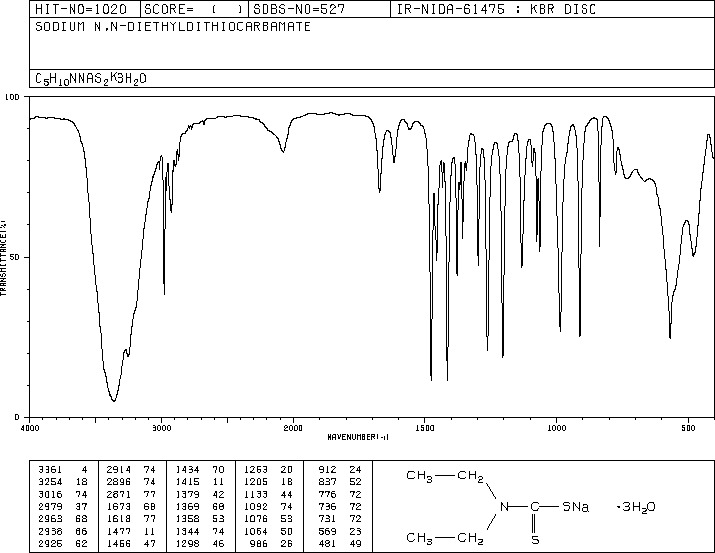 HIT-NO=1020 SCORE= ( ) SDBS-NO=527 IR-NIDA-61475 : KBR DISC
SODIUM N,N-DIETHYLDITHIOCARBAMATE
C5H10NNAS2X3H2O
100
50
0
TRANSMITTANCE(%)
4000 3000 2000 1500 1000 500
WAVENUMBER(-1)
3361 4 2914 74 1434 70 1263 20 912 24
3254 18 2896 74 1415 11 1205 18 837 52
3016 74 2871 77 1379 42 1133 44 776 72
2979 37 1673 68 1369 68 1092 74 736 72
2963 68 1618 77 1358 53 1076 53 731 72
2938 66 1477 11 1344 74 1064 50 569 23
2925 62 1456 47 1298 46 986 26 481 49
CH3 CH2
N C SNa ·3H2O
CH3 CH2 S